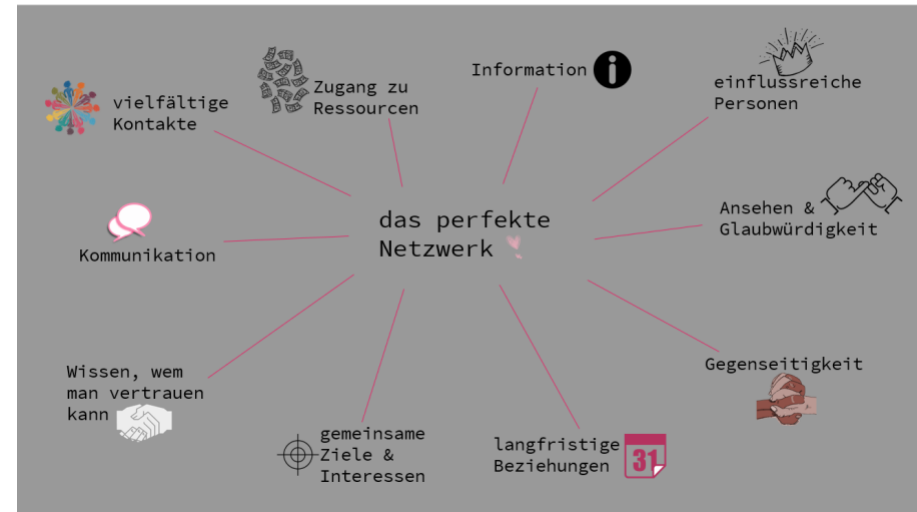 das perfekte
Netzwerk
vielfältige
Kontakte
Zugang zu
Ressourcen
Information
i
einflussreiche
Personen
Ansehen &
Glaubwürdigkeit
Gegenseitigkeit
langfristige
Beziehungen
31
gemeinsame
Ziele &
Interessen
Wissen, wem
man vertrauen
kann
Kommunikation